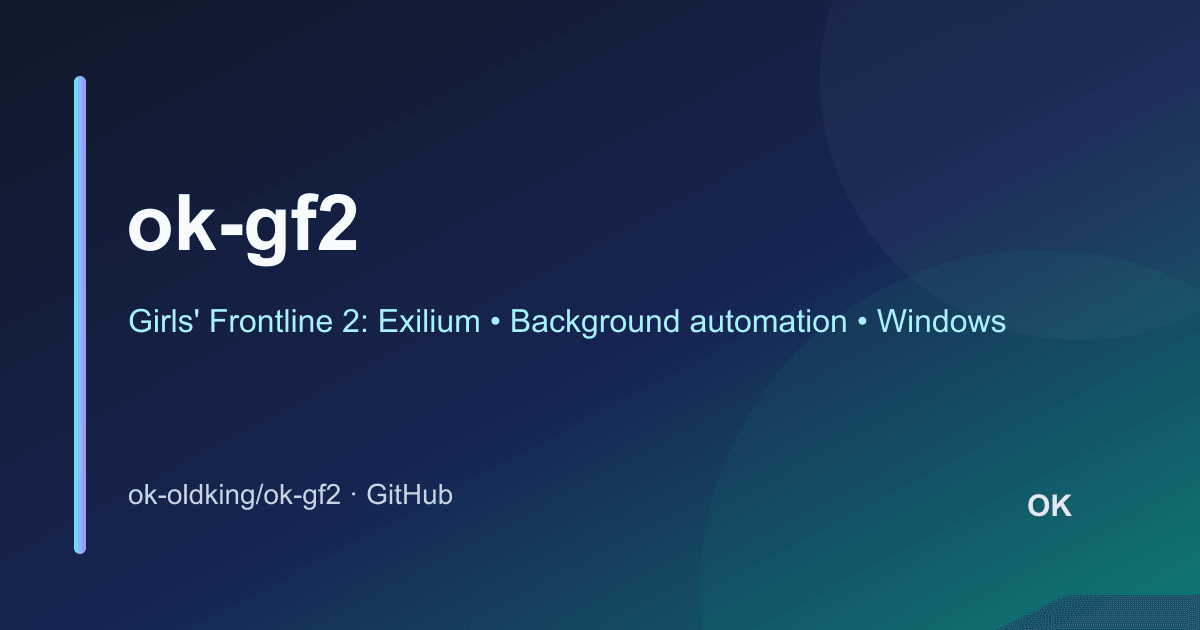 ok-gf2
Girls' Frontline 2: Exilium • Background automation • Windows
ok-oldking/ok-gf2 · GitHub
OK